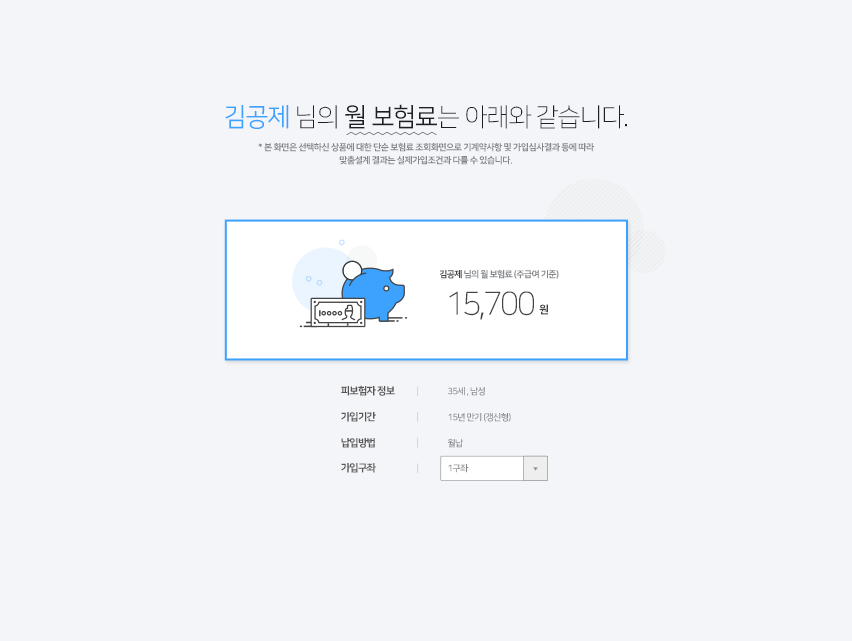 김공제 님의 월 보험료는 아래와 같습니다.
* 본 화면은 선택하신 상품에 대한 단순 보험료 조회화면으로 기계약사항 및 가입심사결과 등에 따라
맞춤설계 결과는 실제가입조건과 다를 수 있습니다.
김공제 님의 월 보험료 (주급여 기준)
15,700 원
10000
피보험자 정보 35세, 남성
가입기간 15년 만기 (갱신형)
납입방법 월납
가입구좌 1구좌